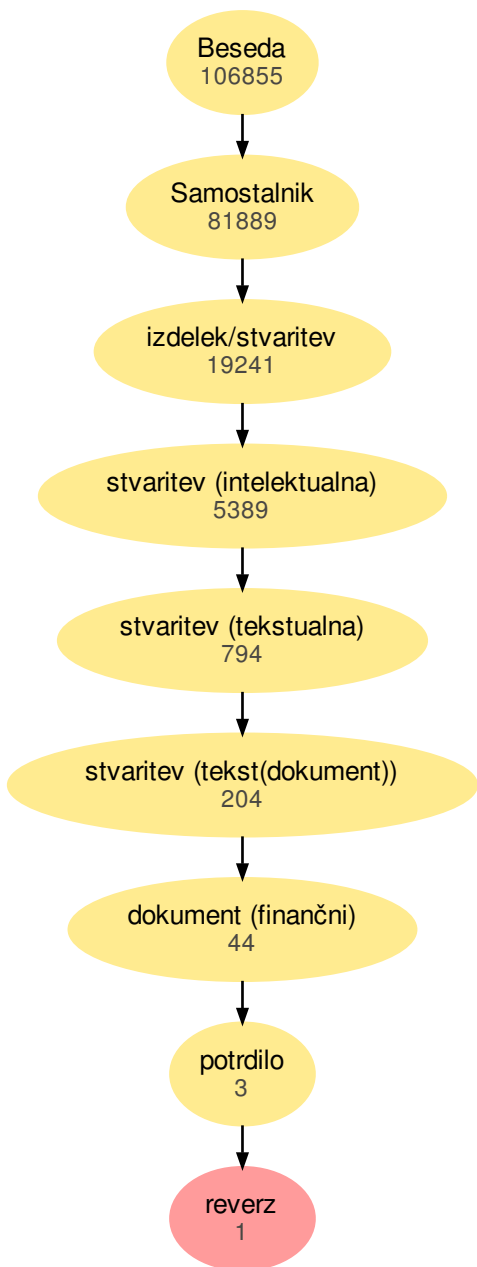 Beseda
106855
Samostalnik
81889
izdelek/stvaritev
19241
stvaritev (intelektualna)
5389
stvaritev (tekstualna)
794
stvaritev (tekst(dokument))
204
dokument (finančni)
44
potrdilo
3
reverz
1